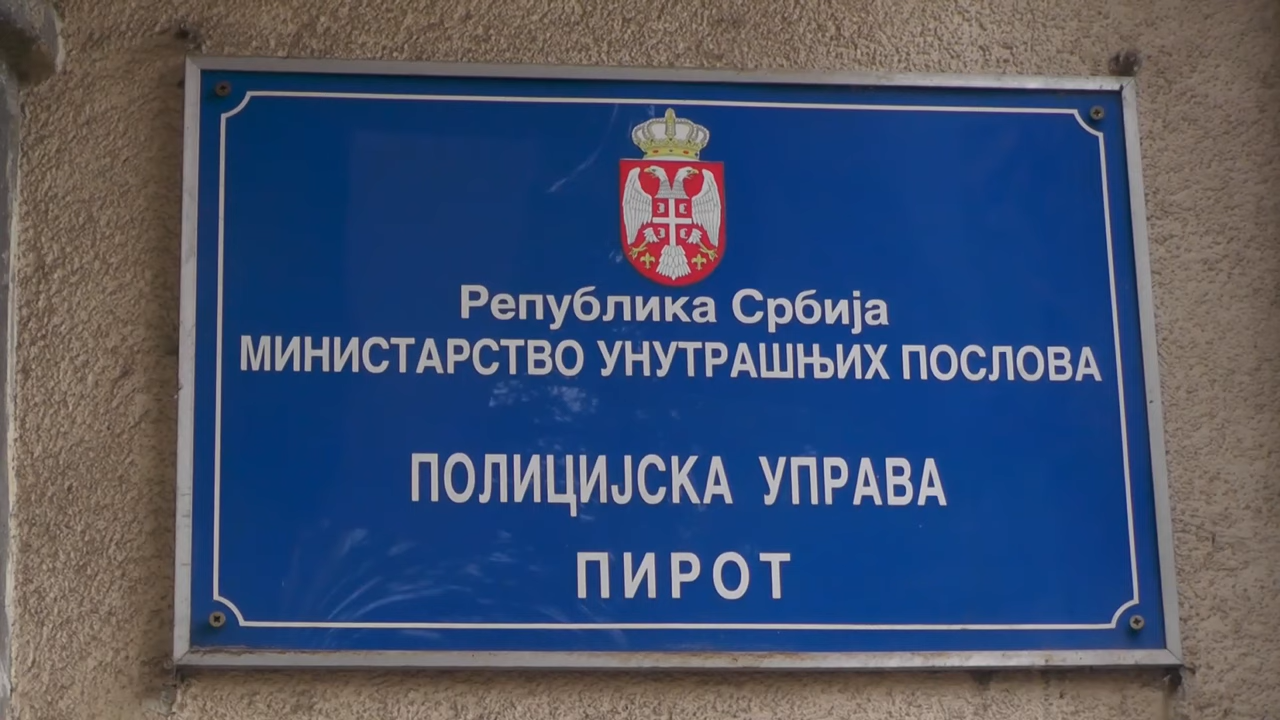 Република Србија
МИНИСТАРСТВО УНУТРАШЊИХ ПОСЛОВА
ПОЛИЦИЈСКА УПРАВА
ПИРОТ